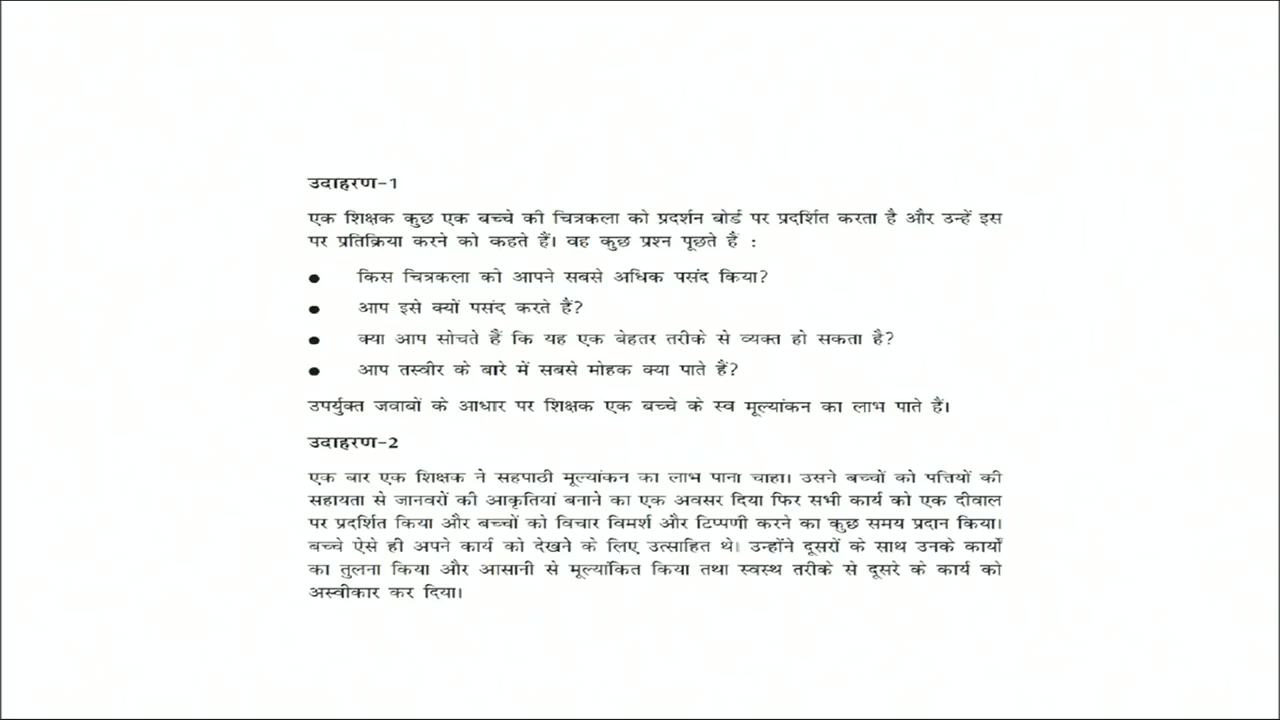 उदाहरण-1
एक शिक्षक कुछ एक बच्चे की चित्रकला को प्रदर्शन बोर्ड पर प्रदर्शित करता है और उन्हें इस
पर प्रतिक्रिया करने को कहते हैं। वह कुछ प्रश्न पूछते हैं :
● किस चित्रकला को आपने सबसे अधिक पसंद किया?
● आप इसे क्यों पसंद करते हैं?
● क्या आप सोचते हैं कि यह एक बेहतर तरीके से व्यक्त हो सकता है?
● आप तस्वीर के बारे में सबसे मोहक क्या पाते हैं?
उपर्युक्त जवाबों के आधार पर शिक्षक एक बच्चे के स्व मूल्यांकन का लाभ पाते हैं।
उदाहरण-2
एक बार एक शिक्षक ने सहपाठी मूल्यांकन का लाभ पाना चाहा। उसने बच्चों को पत्तियों की
सहायता से जानवरों की आकृतियां बनाने का एक अवसर दिया फिर सभी कार्य को एक दीवाल
पर प्रदर्शित किया और बच्चों को विचार विमर्श और टिप्पणी करने का कुछ समय प्रदान किया।
बच्चे ऐसे ही अपने कार्य को देखने के लिए उत्साहित थे। उन्होंने दूसरों के साथ उनके कार्यों
का तुलना किया और आसानी से मूल्यांकित किया तथा स्वस्थ तरीके से दूसरे के कार्य को
अस्वीकार कर दिया।